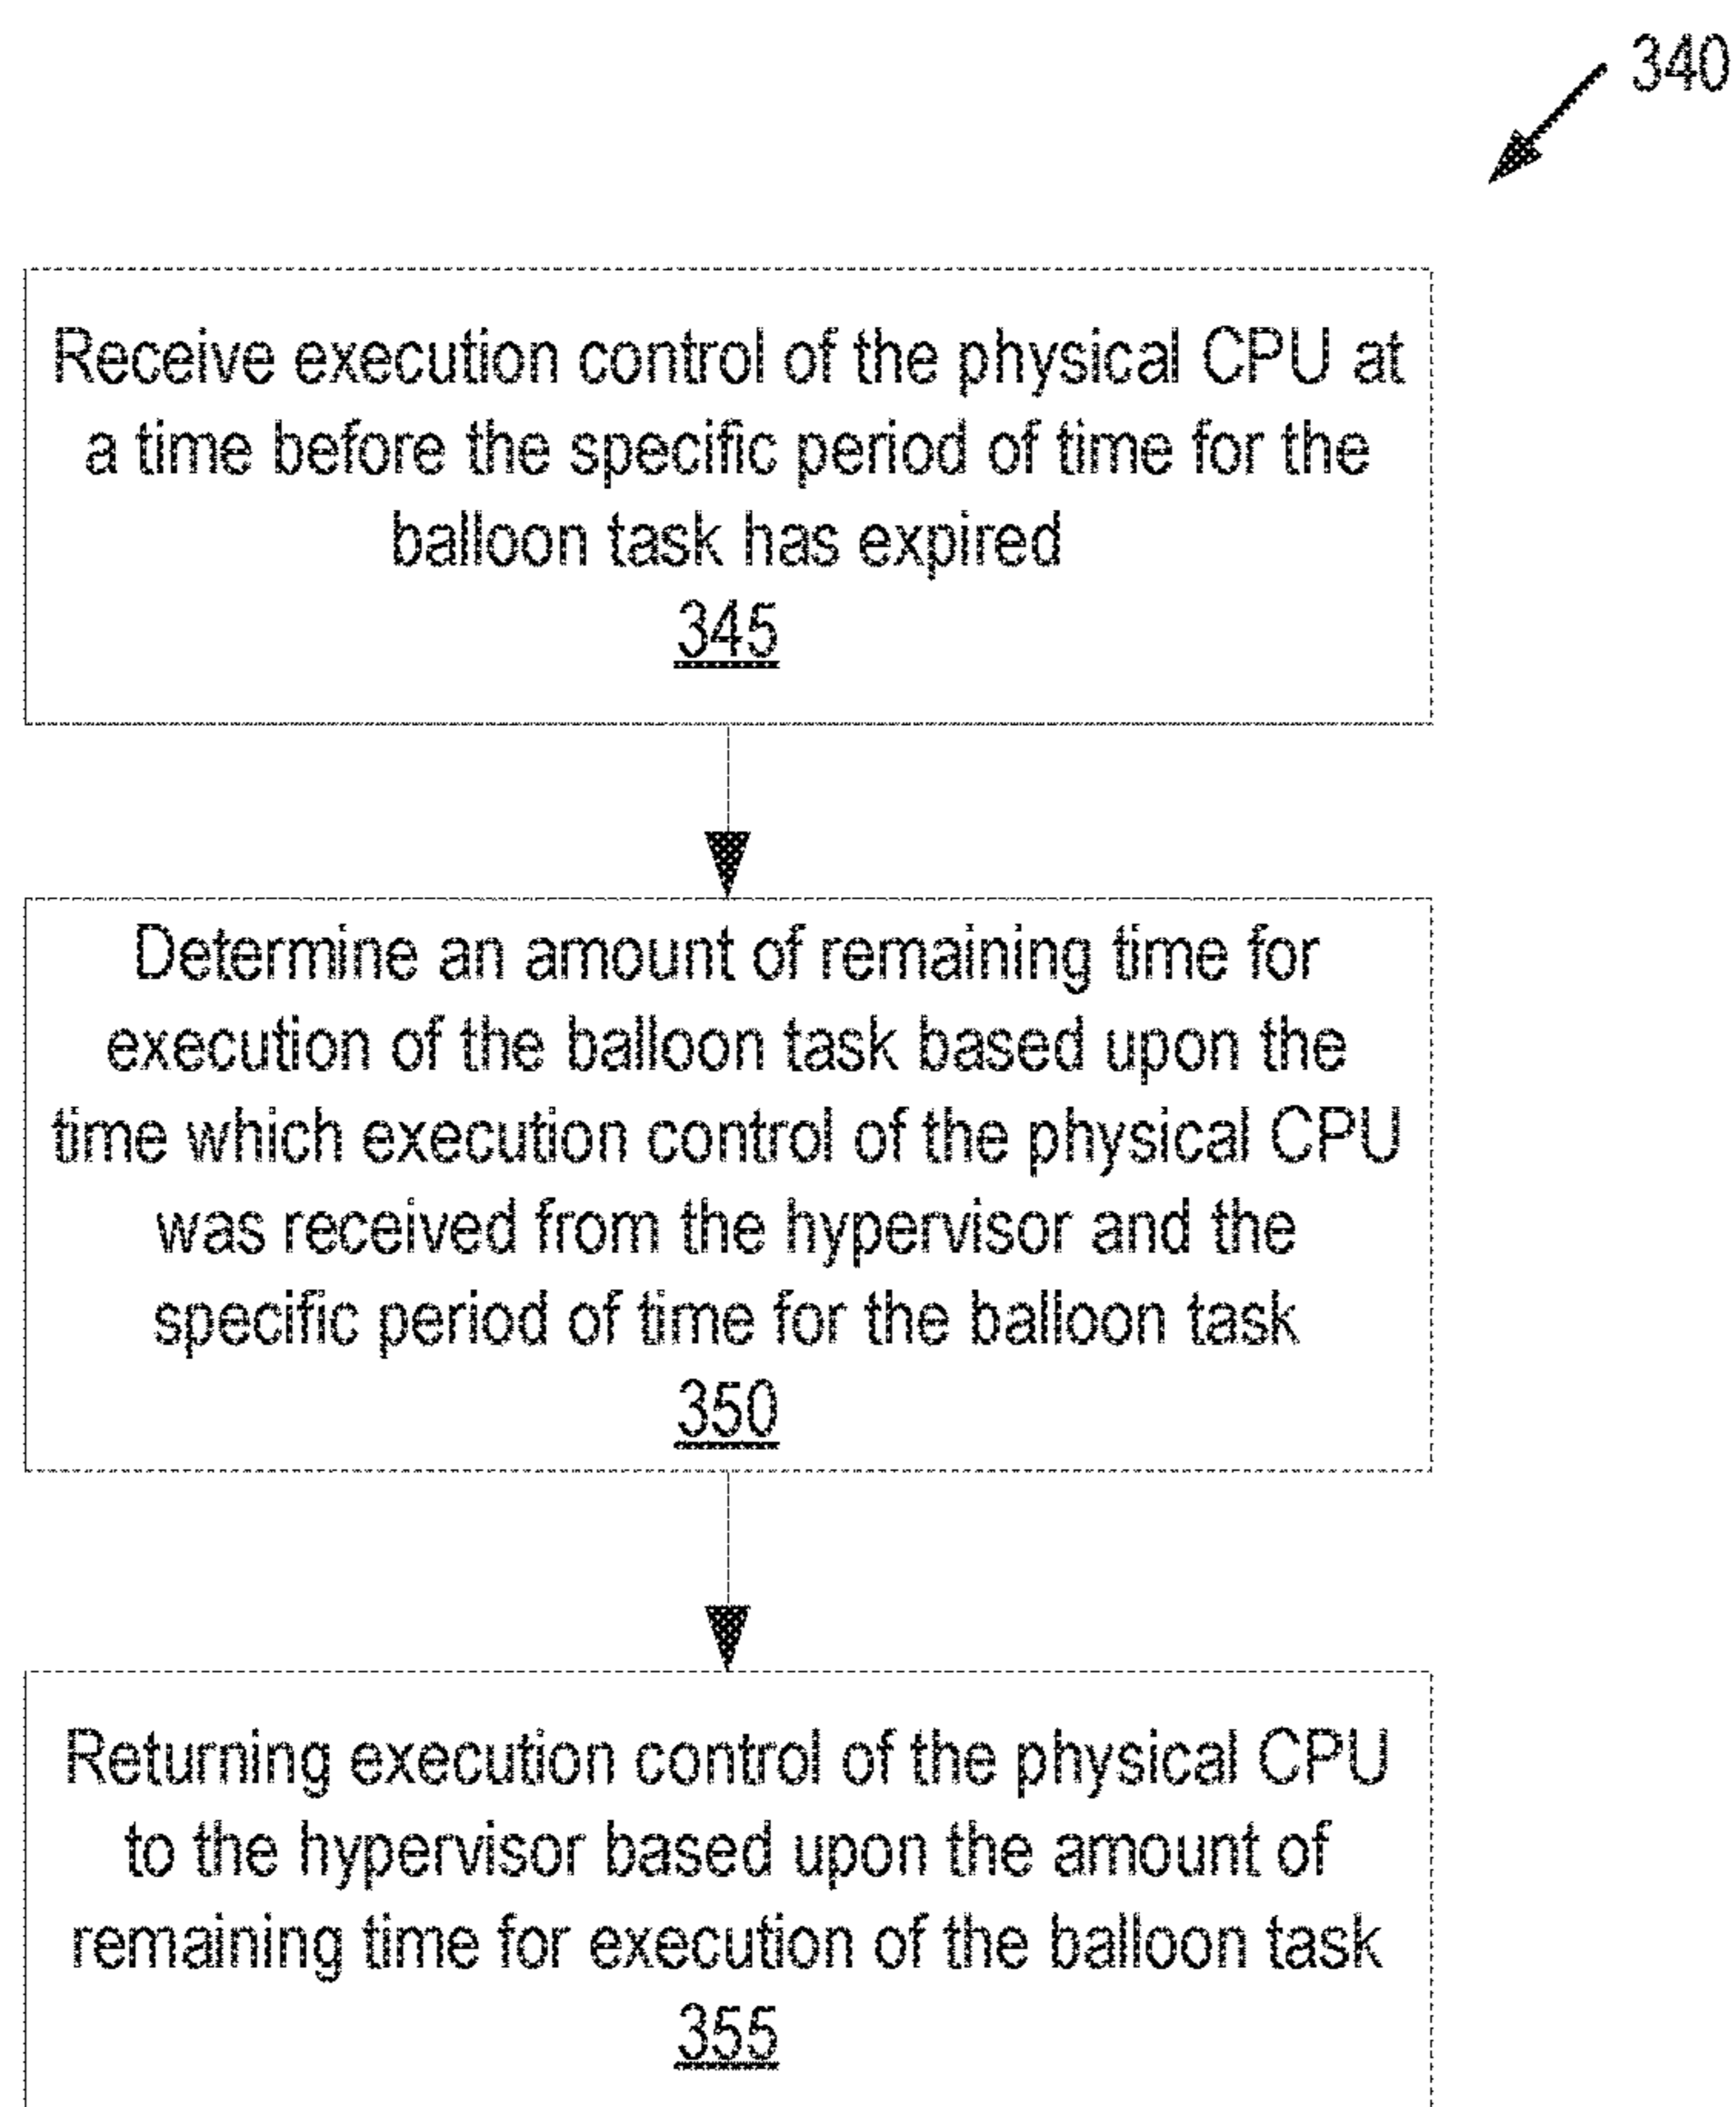 340
Receive execution control of the physical CPU at
a time before the specific period of time for the
balloon task has expired
345
Determine an amount of remaining time for
execution of the balloon task based upon the
time which execution control of the physical CPU
was received from the hypervisor and the
specific period of time for the balloon task
350
Returning execution control of the physical CPU
to the hypervisor based upon the amount of
remaining time for execution of the balloon task
355